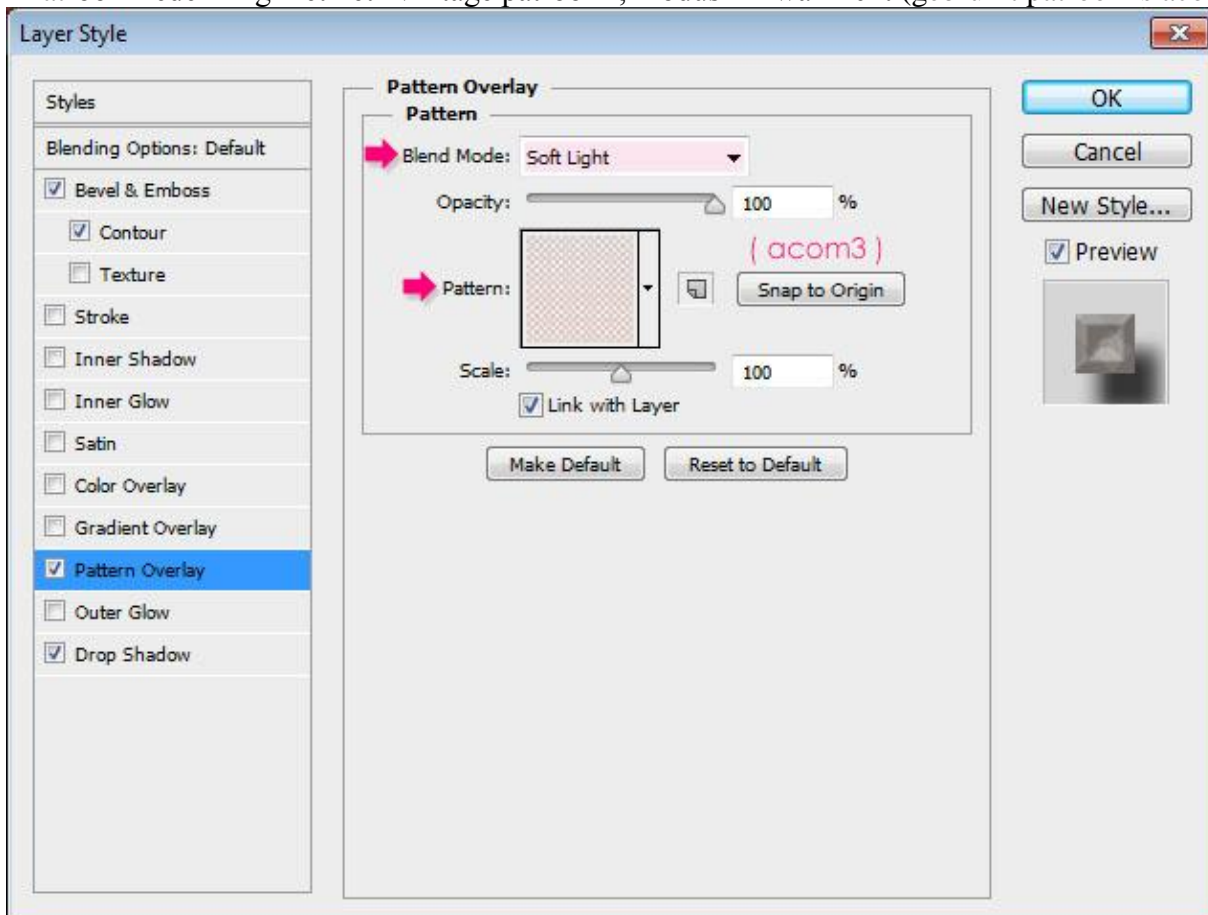 Layer Style
Styles
Blending Options: Default
Bevel & Emboss
Contour
Texture
Stroke
Inner Shadow
Inner Glow
Satin
Color Overlay
Gradient Overlay
Pattern Overlay
Outer Glow
Drop Shadow
Pattern Overlay
Pattern
Blend Mode: Soft Light
Opacity: 100 %
( acom3 )
Pattern: Snap to Origin
Scale: 100 %
Link with Layer
Make Default Reset to Default
OK
Cancel
New Style...
Preview